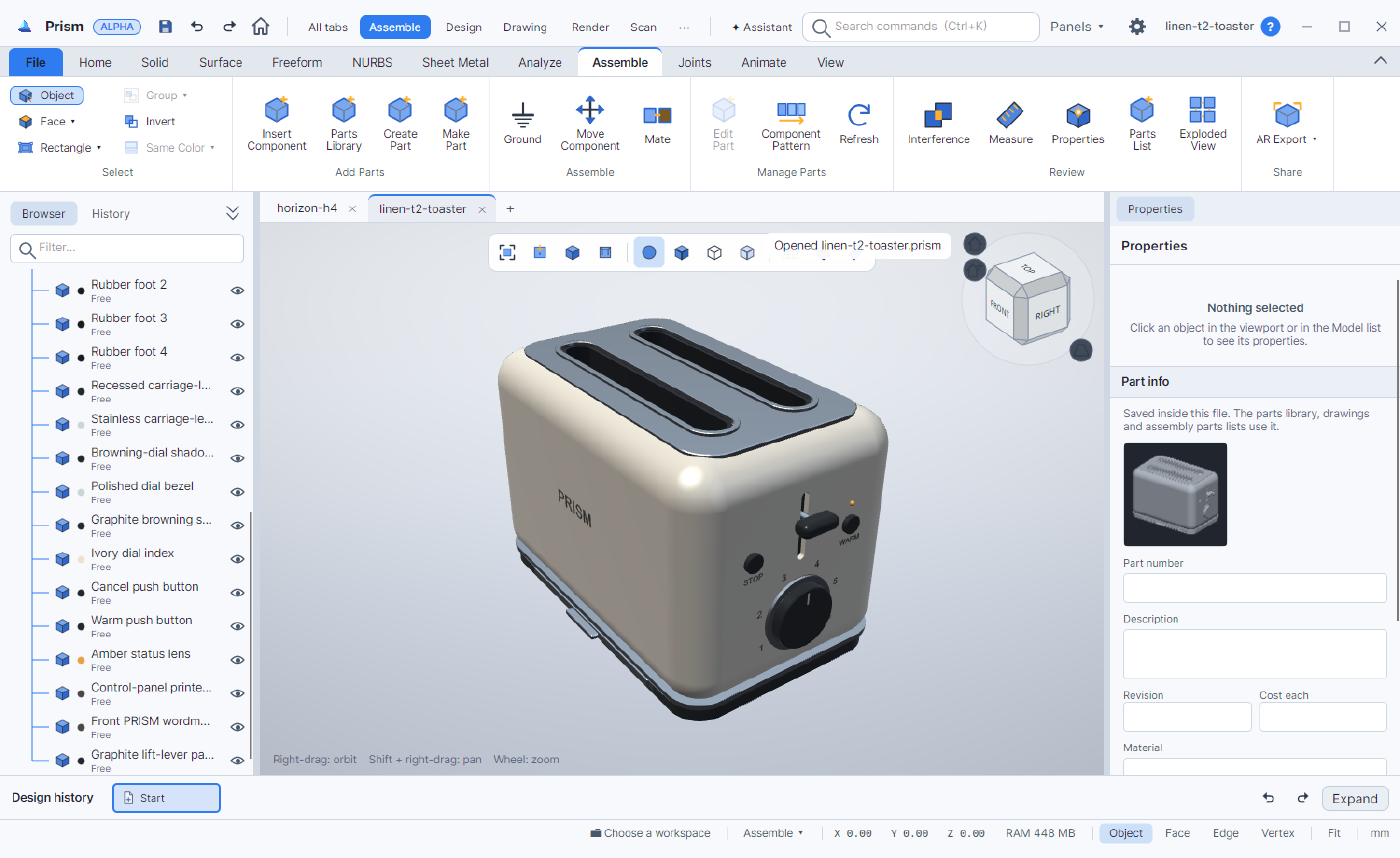 Prism ALPHA
All tabs Assemble Design Drawing Render Scan ··· Assistant Search commands (Ctrl+K) Panels linen-t2-toaster ?
File Home Solid Surface Freeform NURBS Sheet Metal Analyze Assemble Joints Animate View
Object Group
Face Invert
Rectangle Same Color
Select
Insert Component
Parts Library
Create Part
Make Part
Add Parts
Ground
Move Component
Mate
Assemble
Edit Part
Component Pattern
Refresh
Manage Parts
Interference
Measure
Properties
Parts List
Exploded View
Review
AR Export
Share
Browser History
Filter...
Rubber foot 2
Free
Rubber foot 3
Free
Rubber foot 4
Free
Recessed carriage-l...
Free
Stainless carriage-le...
Free
Browning-dial shado...
Free
Polished dial bezel
Free
Graphite browning s...
Free
Ivory dial index
Free
Cancel push button
Free
Warm push button
Free
Amber status lens
Free
Control-panel printe...
Free
Front PRISM wordm...
Free
Graphite lift-lever pa...
Free
horizon-h4 × linen-t2-toaster × +
Opened linen-t2-toaster.prism
TOP
FRONT
RIGHT
PRISM
WARM
STOP
1
2
3
4
5
Right-drag: orbit Shift + right-drag: pan Wheel: zoom
Properties
Properties
Nothing selected
Click an object in the viewport or in the Model list
to see its properties.
Part info
Saved inside this file. The parts library, drawings
and assembly parts lists use it.
Part number
Description
Revision Cost each
Material
Design history Start Expand
Choose a workspace Assemble X 0.00 Y 0.00 Z 0.00 RAM 448 MB Object Face Edge Vertex Fit mm